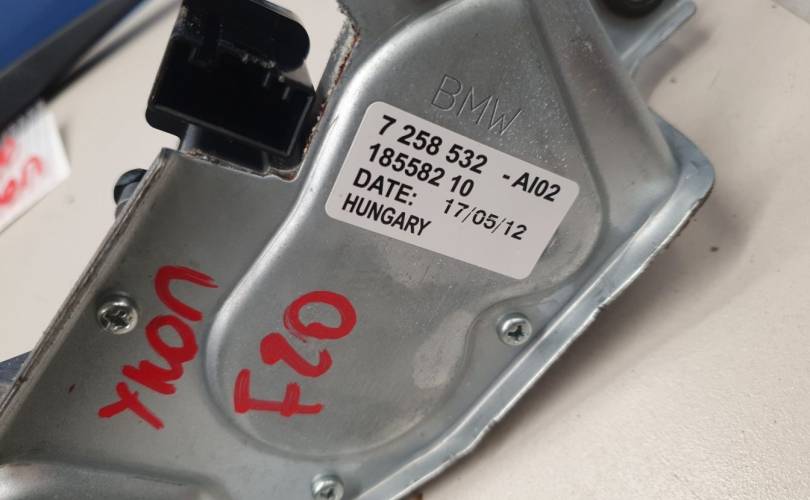 BMW
7 258 532 - AI02
185582 10
DATE: 17/05/12
HUNGARY
F20